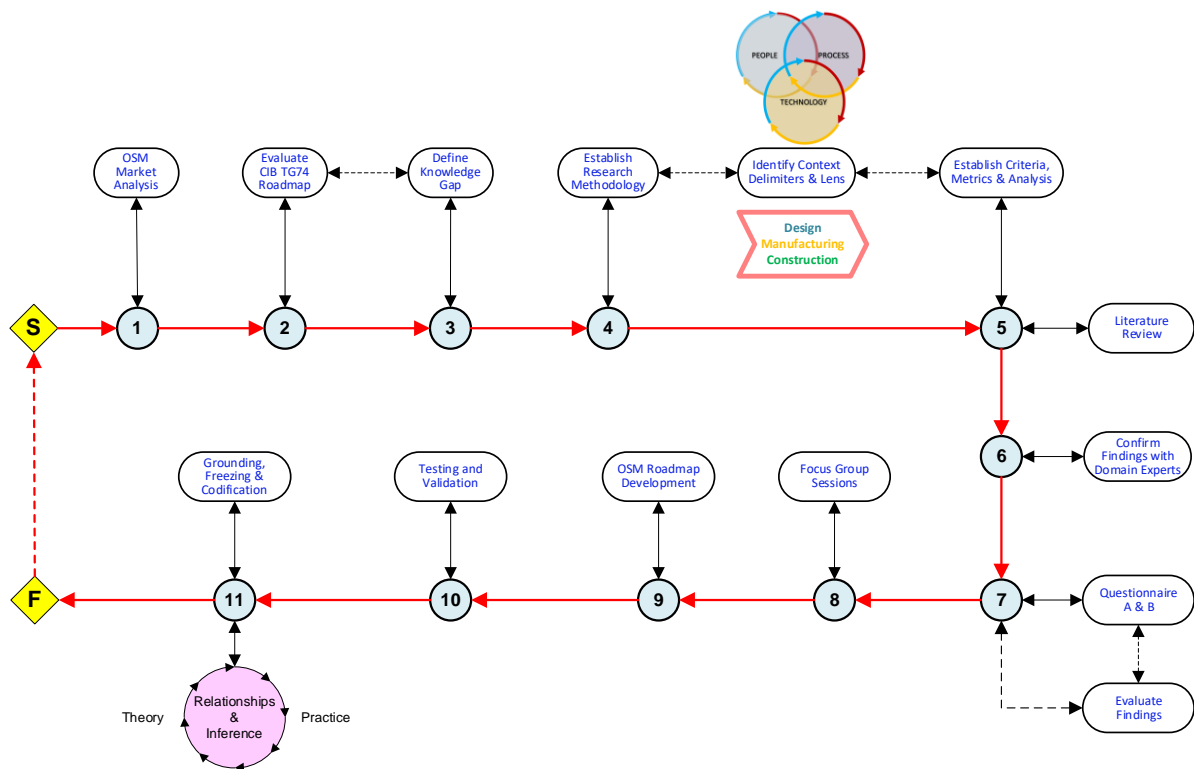 PEOPLE
PROCESS
TECHNOLOGY
OSM
Market
Analysis
Evaluate
CIB TG74
Roadmap
Define
Knowledge
Gap
Establish
Research
Methodology
Identify Context
Delimiters & Lens
Establish Criteria,
Metrics & Analysis
Design
Manufacturing
Construction
S
1
2
3
4
5
Literature
Review
6
Confirm
Findings with
Domain Experts
Grounding,
Freezing &
Codification
Testing and
Validation
OSM Roadmap
Development
Focus Group
Sessions
F
11
10
9
8
7
Questionnaire
A & B
Evaluate
Findings
Theory
Relationships
&
Inference
Practice